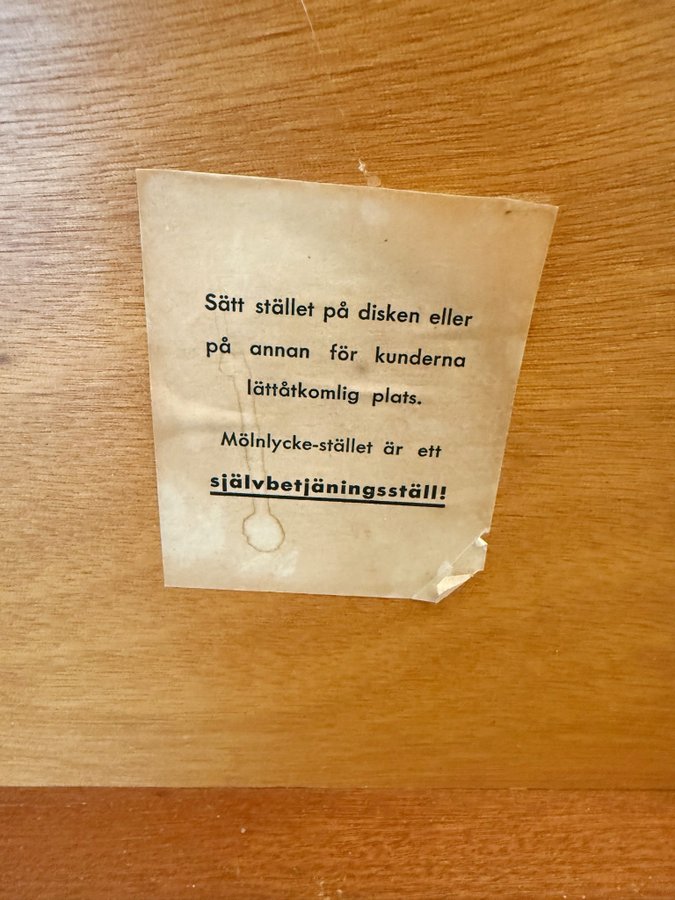 Sätt stället på disken eller
på annan för kunderna
lättåtkomlig plats.
Mölnlycke-stället är ett
självbetjäningsställ!